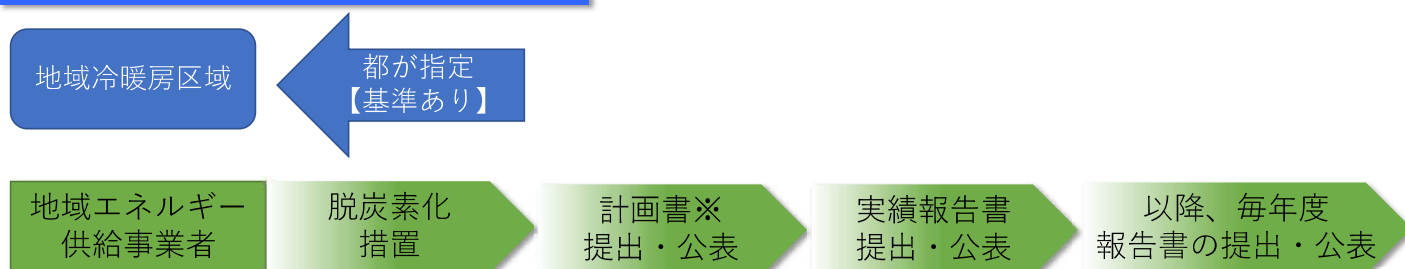 地域冷暖房区域
都が指定
【基準あり】
地域エネルギー
供給事業者
脱炭素化
措置
計画書※
提出・公表
実績報告書
提出・公表
以降、毎年度
報告書の提出・公表